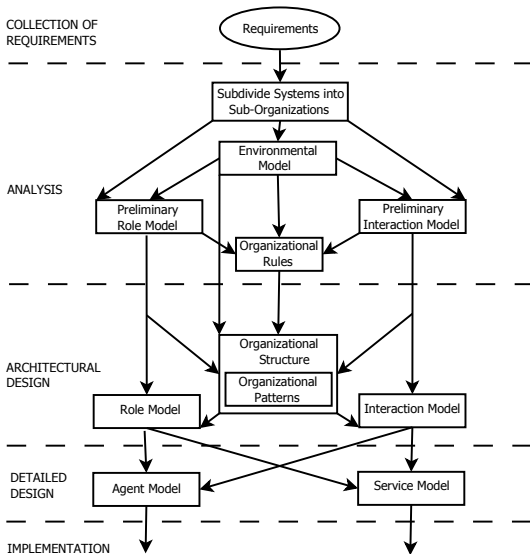 COLLECTION OF
REQUIREMENTS
Requirements
Subdivide Systems into
Sub-Organizations
Environmental
Model
ANALYSIS
Preliminary
Role Model
Preliminary
Interaction Model
Organizational
Rules
Organizational
Structure
ARCHITECTURAL
DESIGN
Organizational
Patterns
Role Model
Interaction Model
DETAILED
DESIGN
Agent Model
Service Model
IMPLEMENTATION